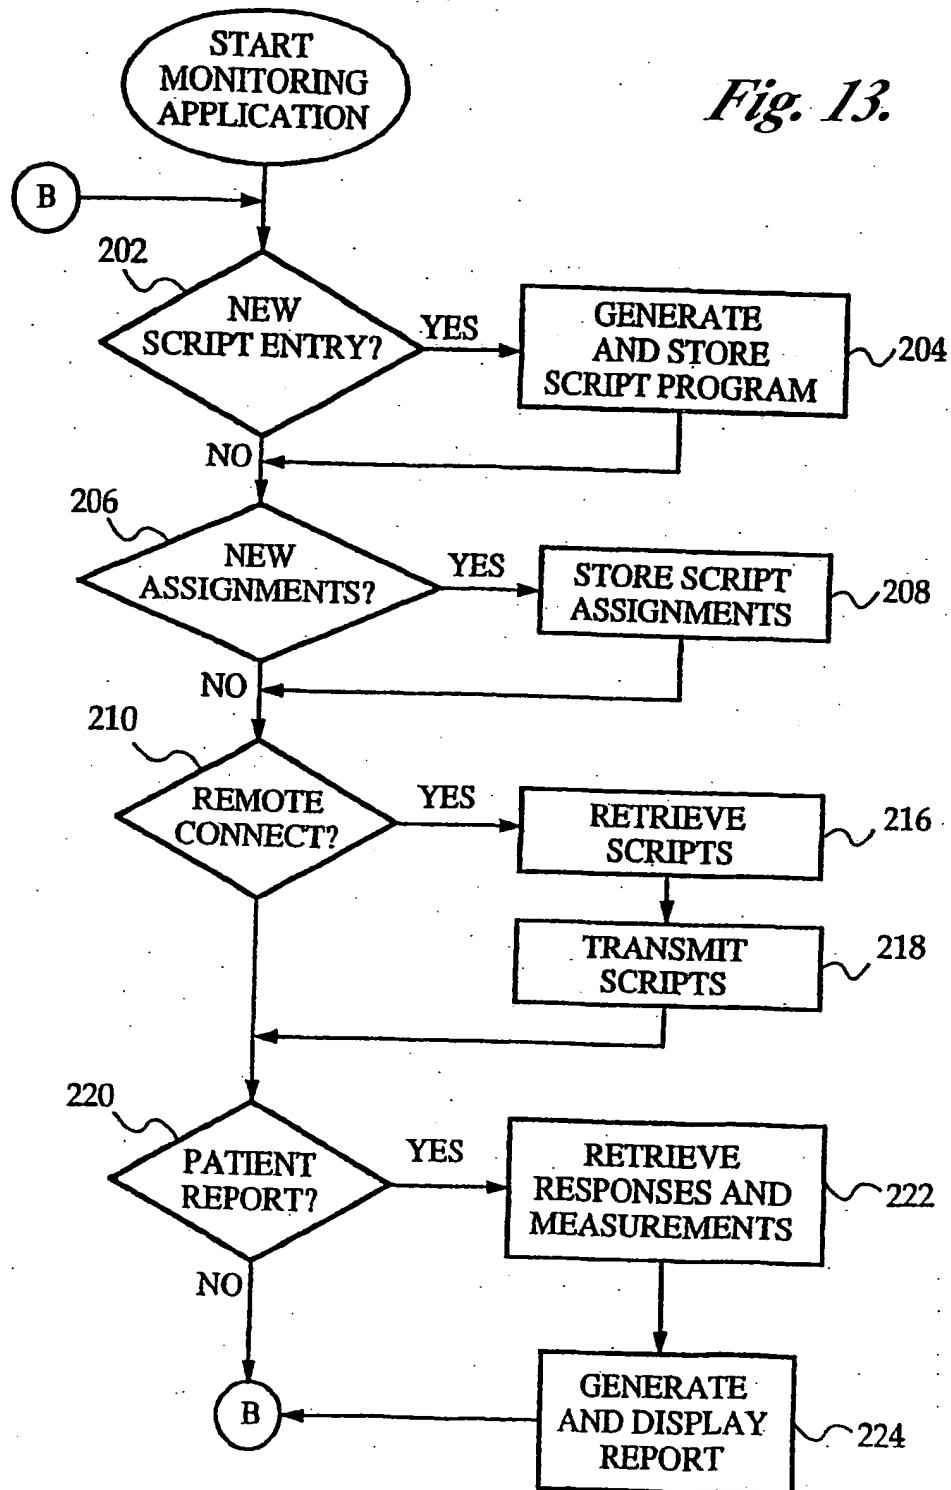 START
MONITORING
APPLICATION
Fig. 13.
B
202
NEW
SCRIPT ENTRY?
YES
GENERATE
AND STORE
SCRIPT PROGRAM
204
NO
206
NEW
ASSIGNMENTS?
YES
STORE SCRIPT
ASSIGNMENTS
208
NO
210
REMOTE
CONNECT?
YES
RETRIEVE
SCRIPTS
216
TRANSMIT
SCRIPTS
218
220
PATIENT
REPORT?
YES
RETRIEVE
RESPONSES AND
MEASUREMENTS
222
NO
B
GENERATE
AND DISPLAY
REPORT
224